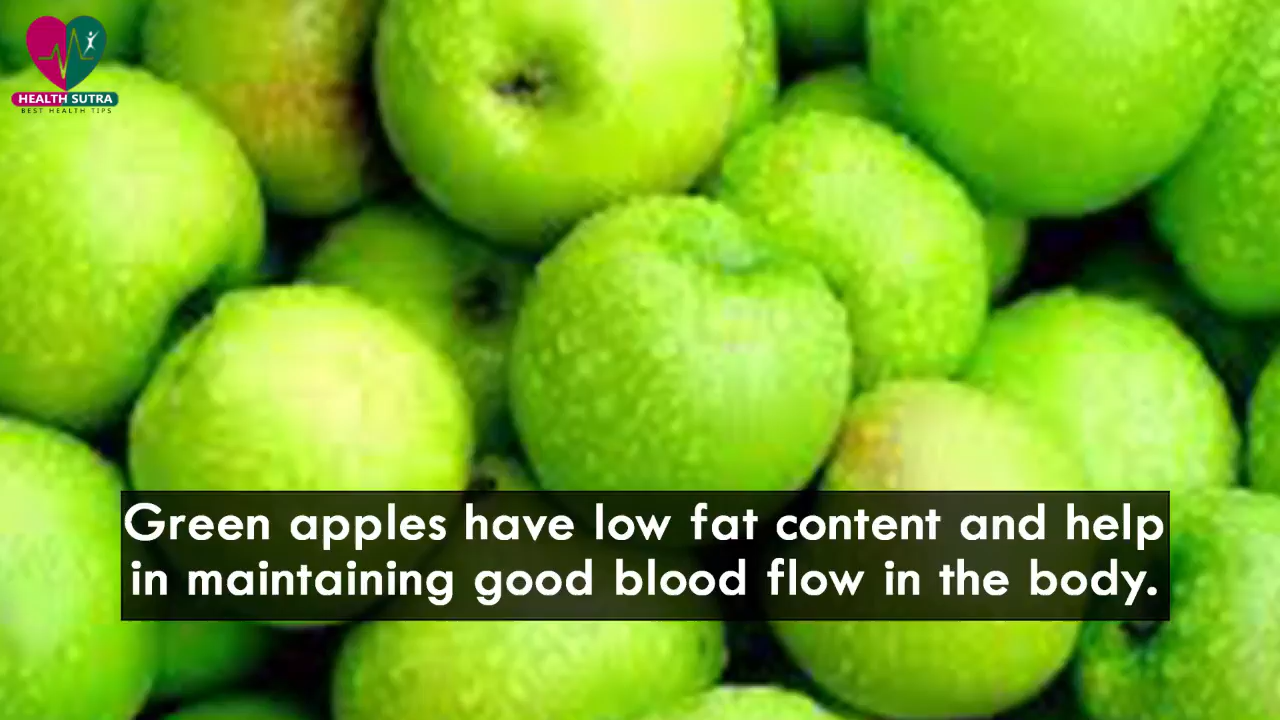 HEALTH SUTRA
BEST HEALTH TIPS
Green apples have low fat content and help
in maintaining good blood flow in the body.